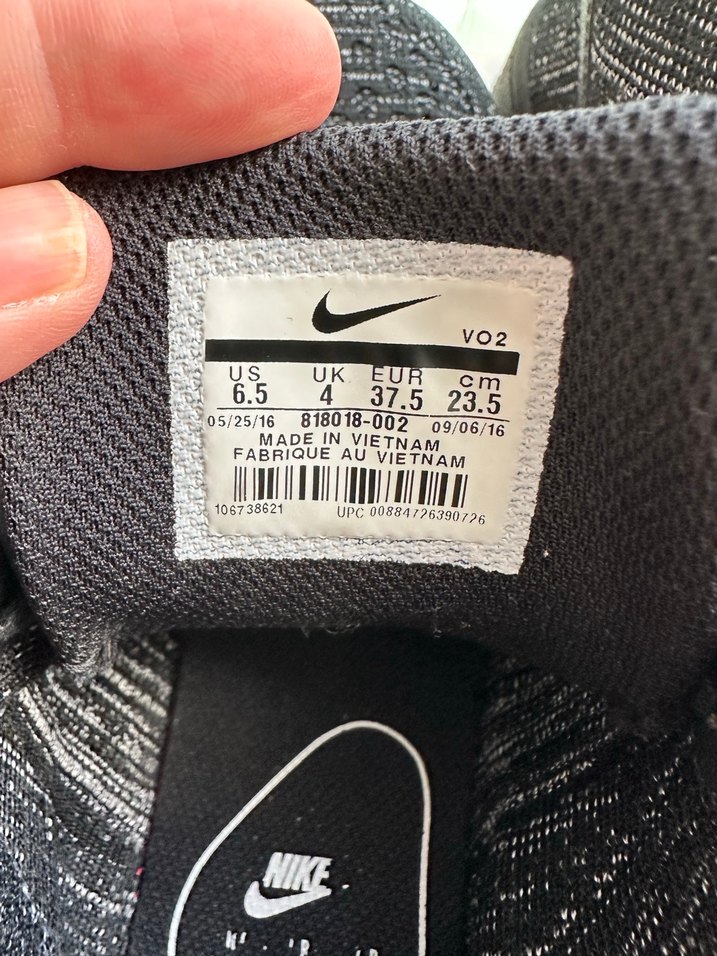 VO2
US UK EUR cm
6.5 4 37.5 23.5
05/25/16 818018-002 09/06/16
MADE IN VIETNAM
FABRIQUE AU VIETNAM
106738621 UPC 00884726390726
NIKE